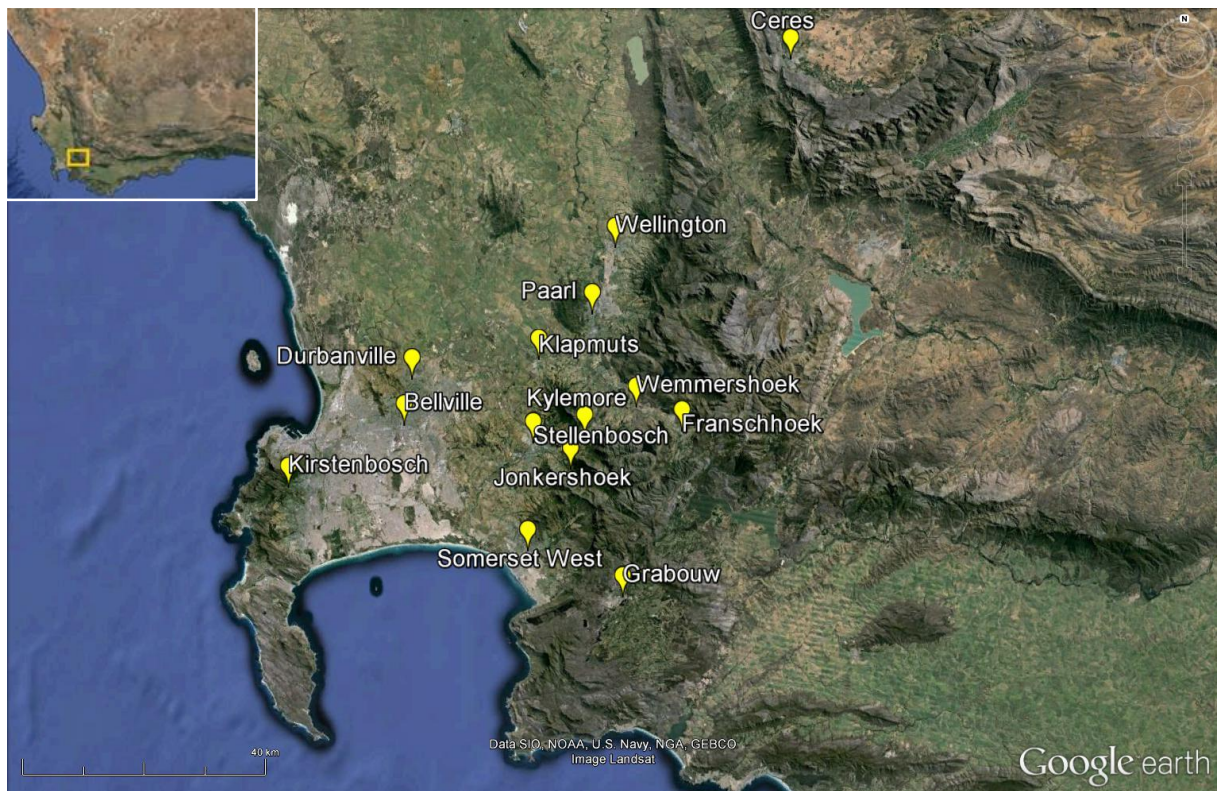 Ceres
N
Wellington
Paarl
Klapmuts
Durbanville
Wemmershoek
Kylemore
Bellville
Franschhoek
Stellenbosch
Kirstenbosch
Jonkershoek
Somerset West
Grabouw
Data SIO, NOAA, U.S. Navy, NGA, GEBCO
Image Landsat
40 km
Google earth